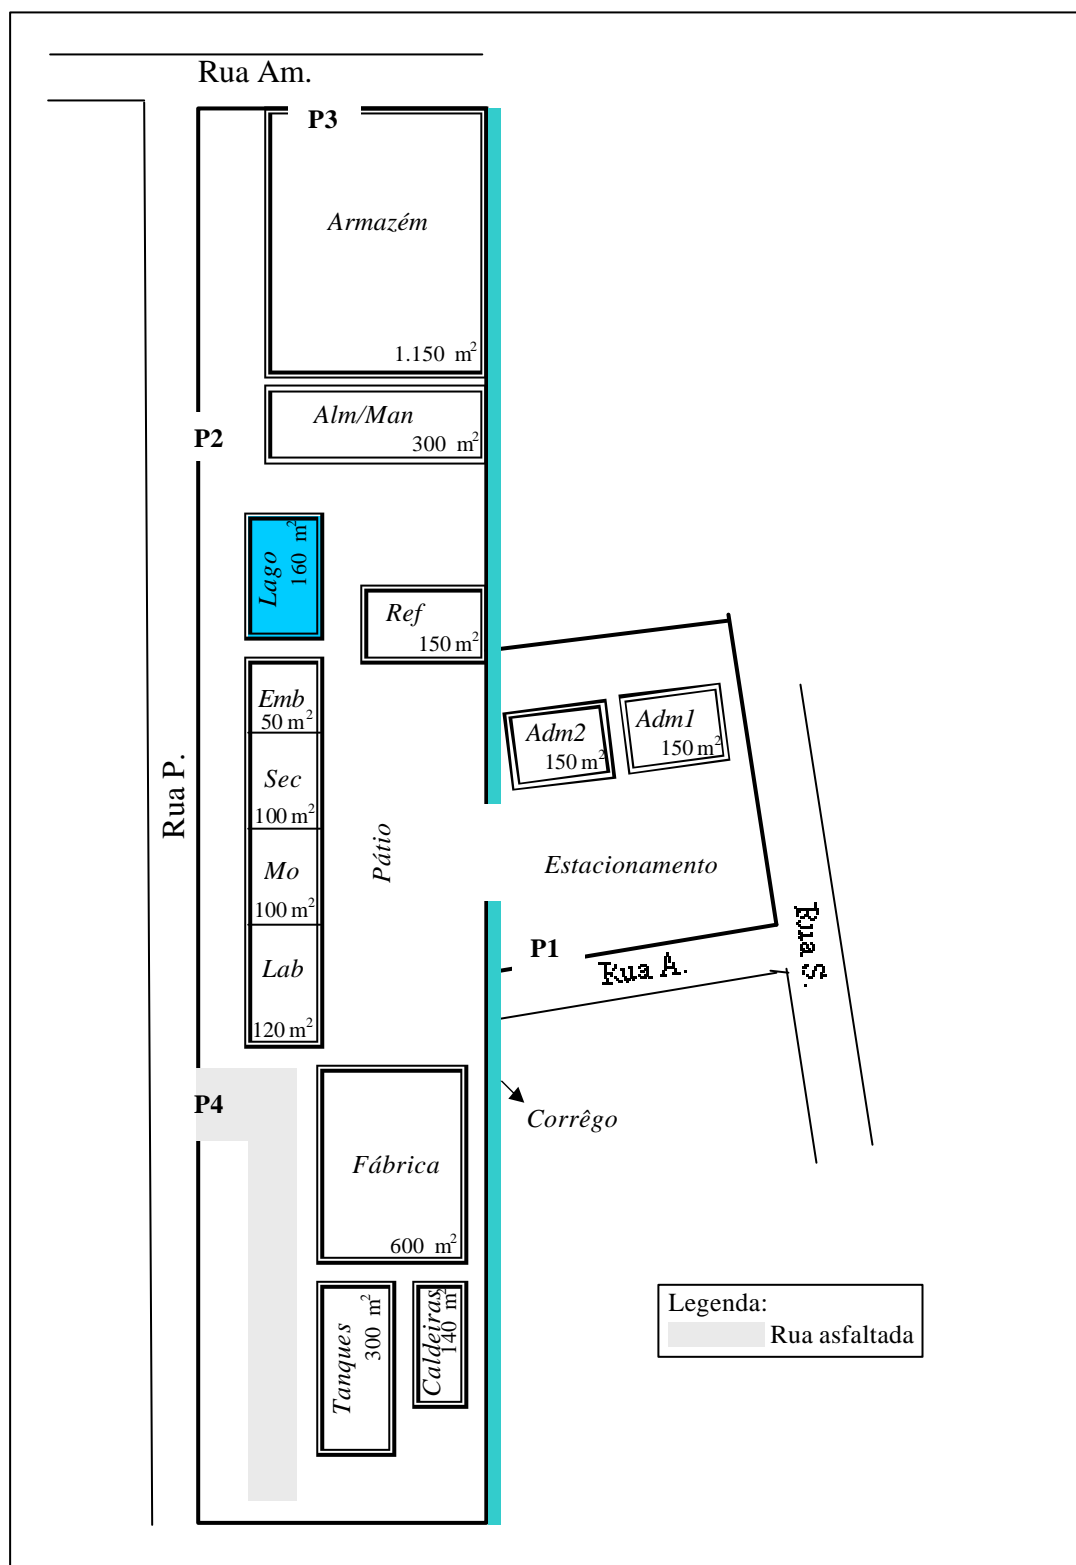 Rua Am.
P3
Armazém
1.150 m²
Alm/Man
300 m²
P2
Lago
160 m²
Ref
150 m²
Emb
50 m²
Adm2
150 m²
Adm1
150 m²
Sec
100 m²
Rua P.
Pátio
Mo
100 m²
Estacionamento
Lab
120 m²
P1
Rua A.
Rua S.
P4
Corrêgo
Fábrica
600 m²
Tanques
300 m²
Caldeiras
140 m²
Legenda:
Rua asfaltada